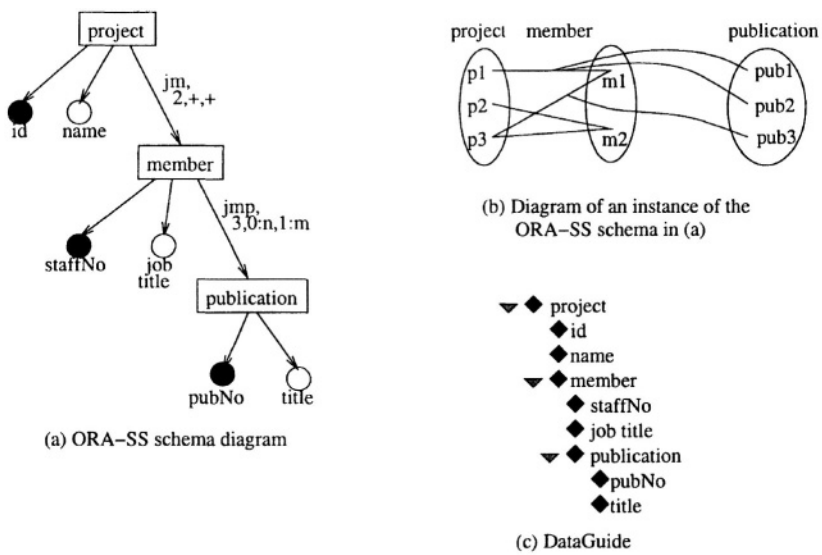 project
id
name
jm,
2,+,+
member
staffNo
job
title
jmp,
3,0:n,1:m
publication
pubNo
title
(a) ORA–SS schema diagram
project
member
publication
p1
p2
p3
m1
m2
pub1
pub2
pub3
(b) Diagram of an instance of the
ORA–SS schema in (a)
project
id
name
member
staffNo
job title
publication
pubNo
title
(c) DataGuide